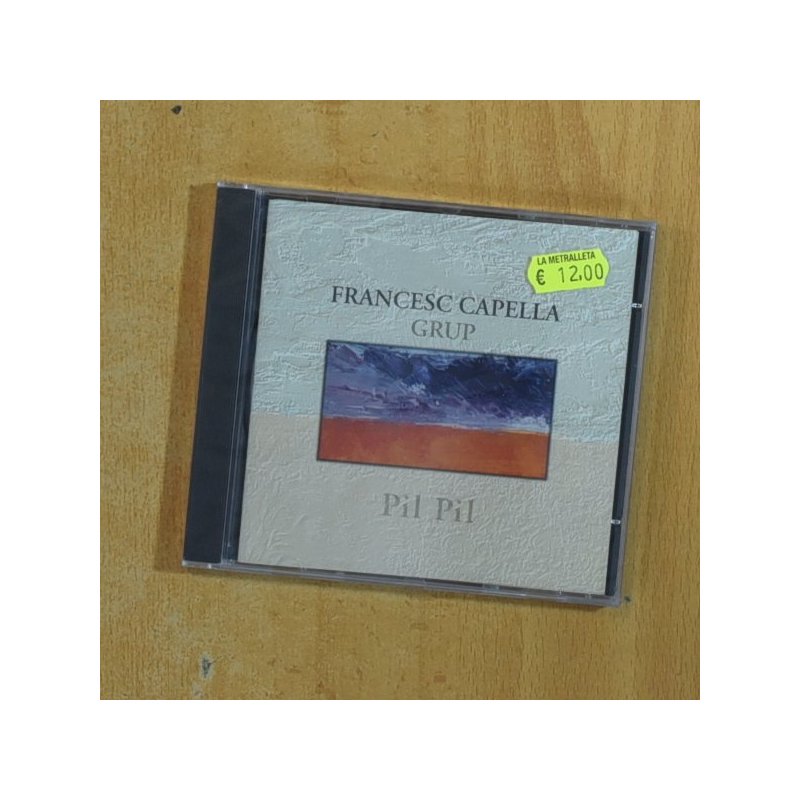 LA METRALLETA
€ 12.00
FRANCESC CAPELLA
GRUP
Pil Pil